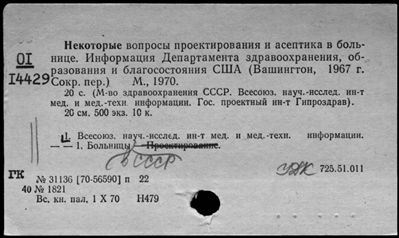 Некоторые вопросы проектирования и асептика в боль-
01 нице. Информация Департамента здравоохранения, об-
14429 разования и благосостояния США (Вашингтон, 1967 г.
Сокр. пер.) М., 1970.
20 с. (М-во здравоохранения СССР. Всесоюз. науч.-исслед. ин-т
мед. и мед.-техн. информации. Гос. проектный ин-т Гипроздрав).
20 см. 500 экз. 10 к.
I. Всесоюз. науч.-исслед. ин-т мед. и мед.-техн. информации.
— — 1. Больницы — Проектирование.
в СССР
725.51.011
ГК № 31136 [70-56590] п 22
40 № 1821
Вс. кн. пал, 1 X 70 Н479